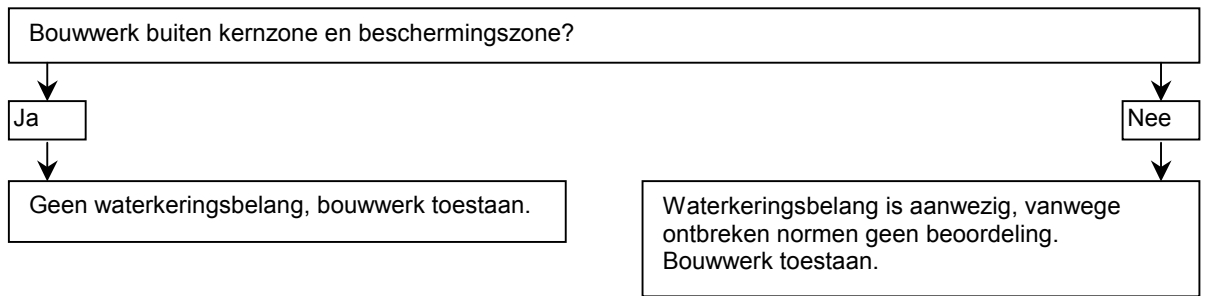 Bouwwerk buiten kernzone en beschermingszone?
Ja
Nee
Geen waterkeringsbelang, bouwwerk toestaan.
Waterkeringsbelang is aanwezig, vanwege
ontbreken normen geen beoordeling.
Bouwwerk toestaan.